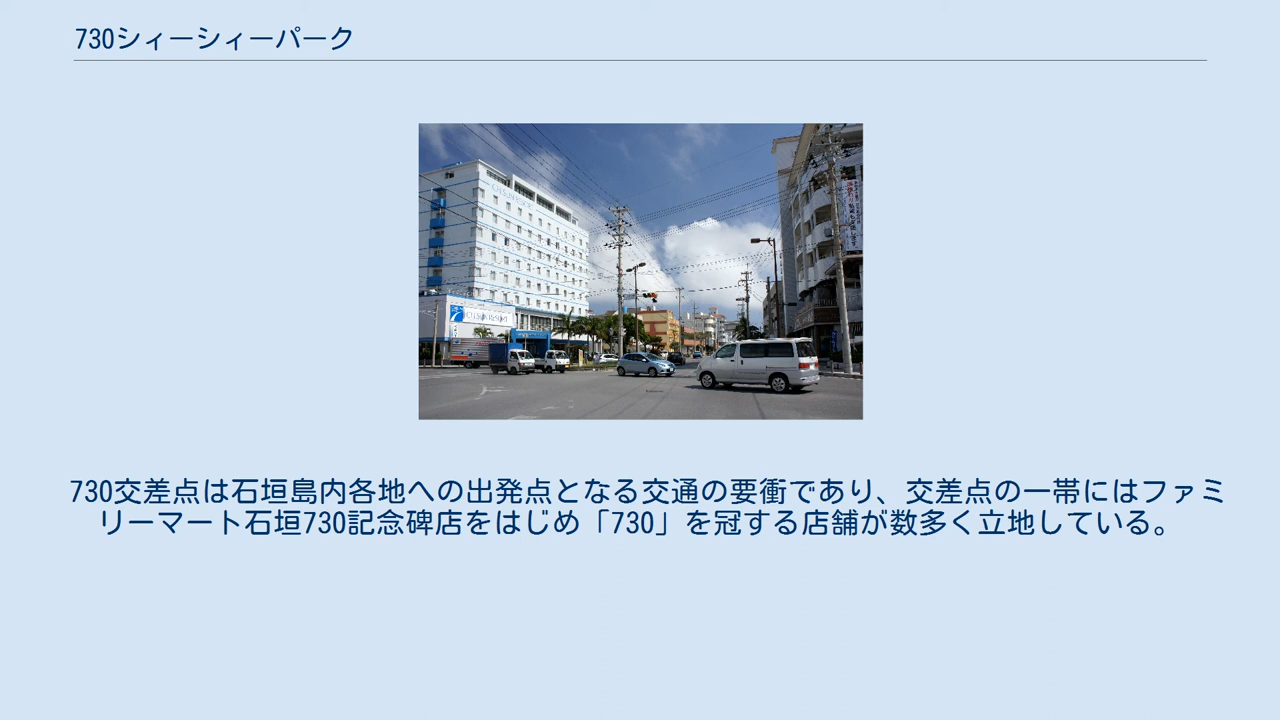 730シィーシィーパーク
730交差点は石垣島内各地への出発点となる交通の要衝であり、交差点の一帯にはファミ
リーマート石垣730記念碑店をはじめ「730」を冠する店舗が数多く立地している。